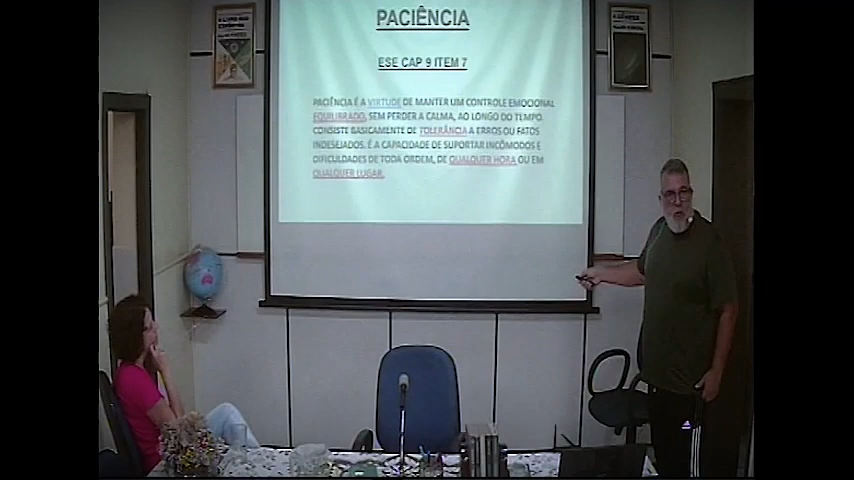 PACIÊNCIA
ESE CAP 9 ITEM 7
PACIÊNCIA É A VIRTUDE DE MANTER UM CONTROLE EMOCIONAL
EQUILIBRADO, SEM PERDER A CALMA, AO LONGO DO TEMPO.
CONSISTE BASICAMENTE DE TOLERÂNCIA A ERROS OU FATOS
INDESEJADOS. É A CAPACIDADE DE SUPORTAR INCÔMODOS E
DIFICULDADES DE TODA ORDEM, DE QUALQUER HORA OU EM
QUALQUER LUGAR.